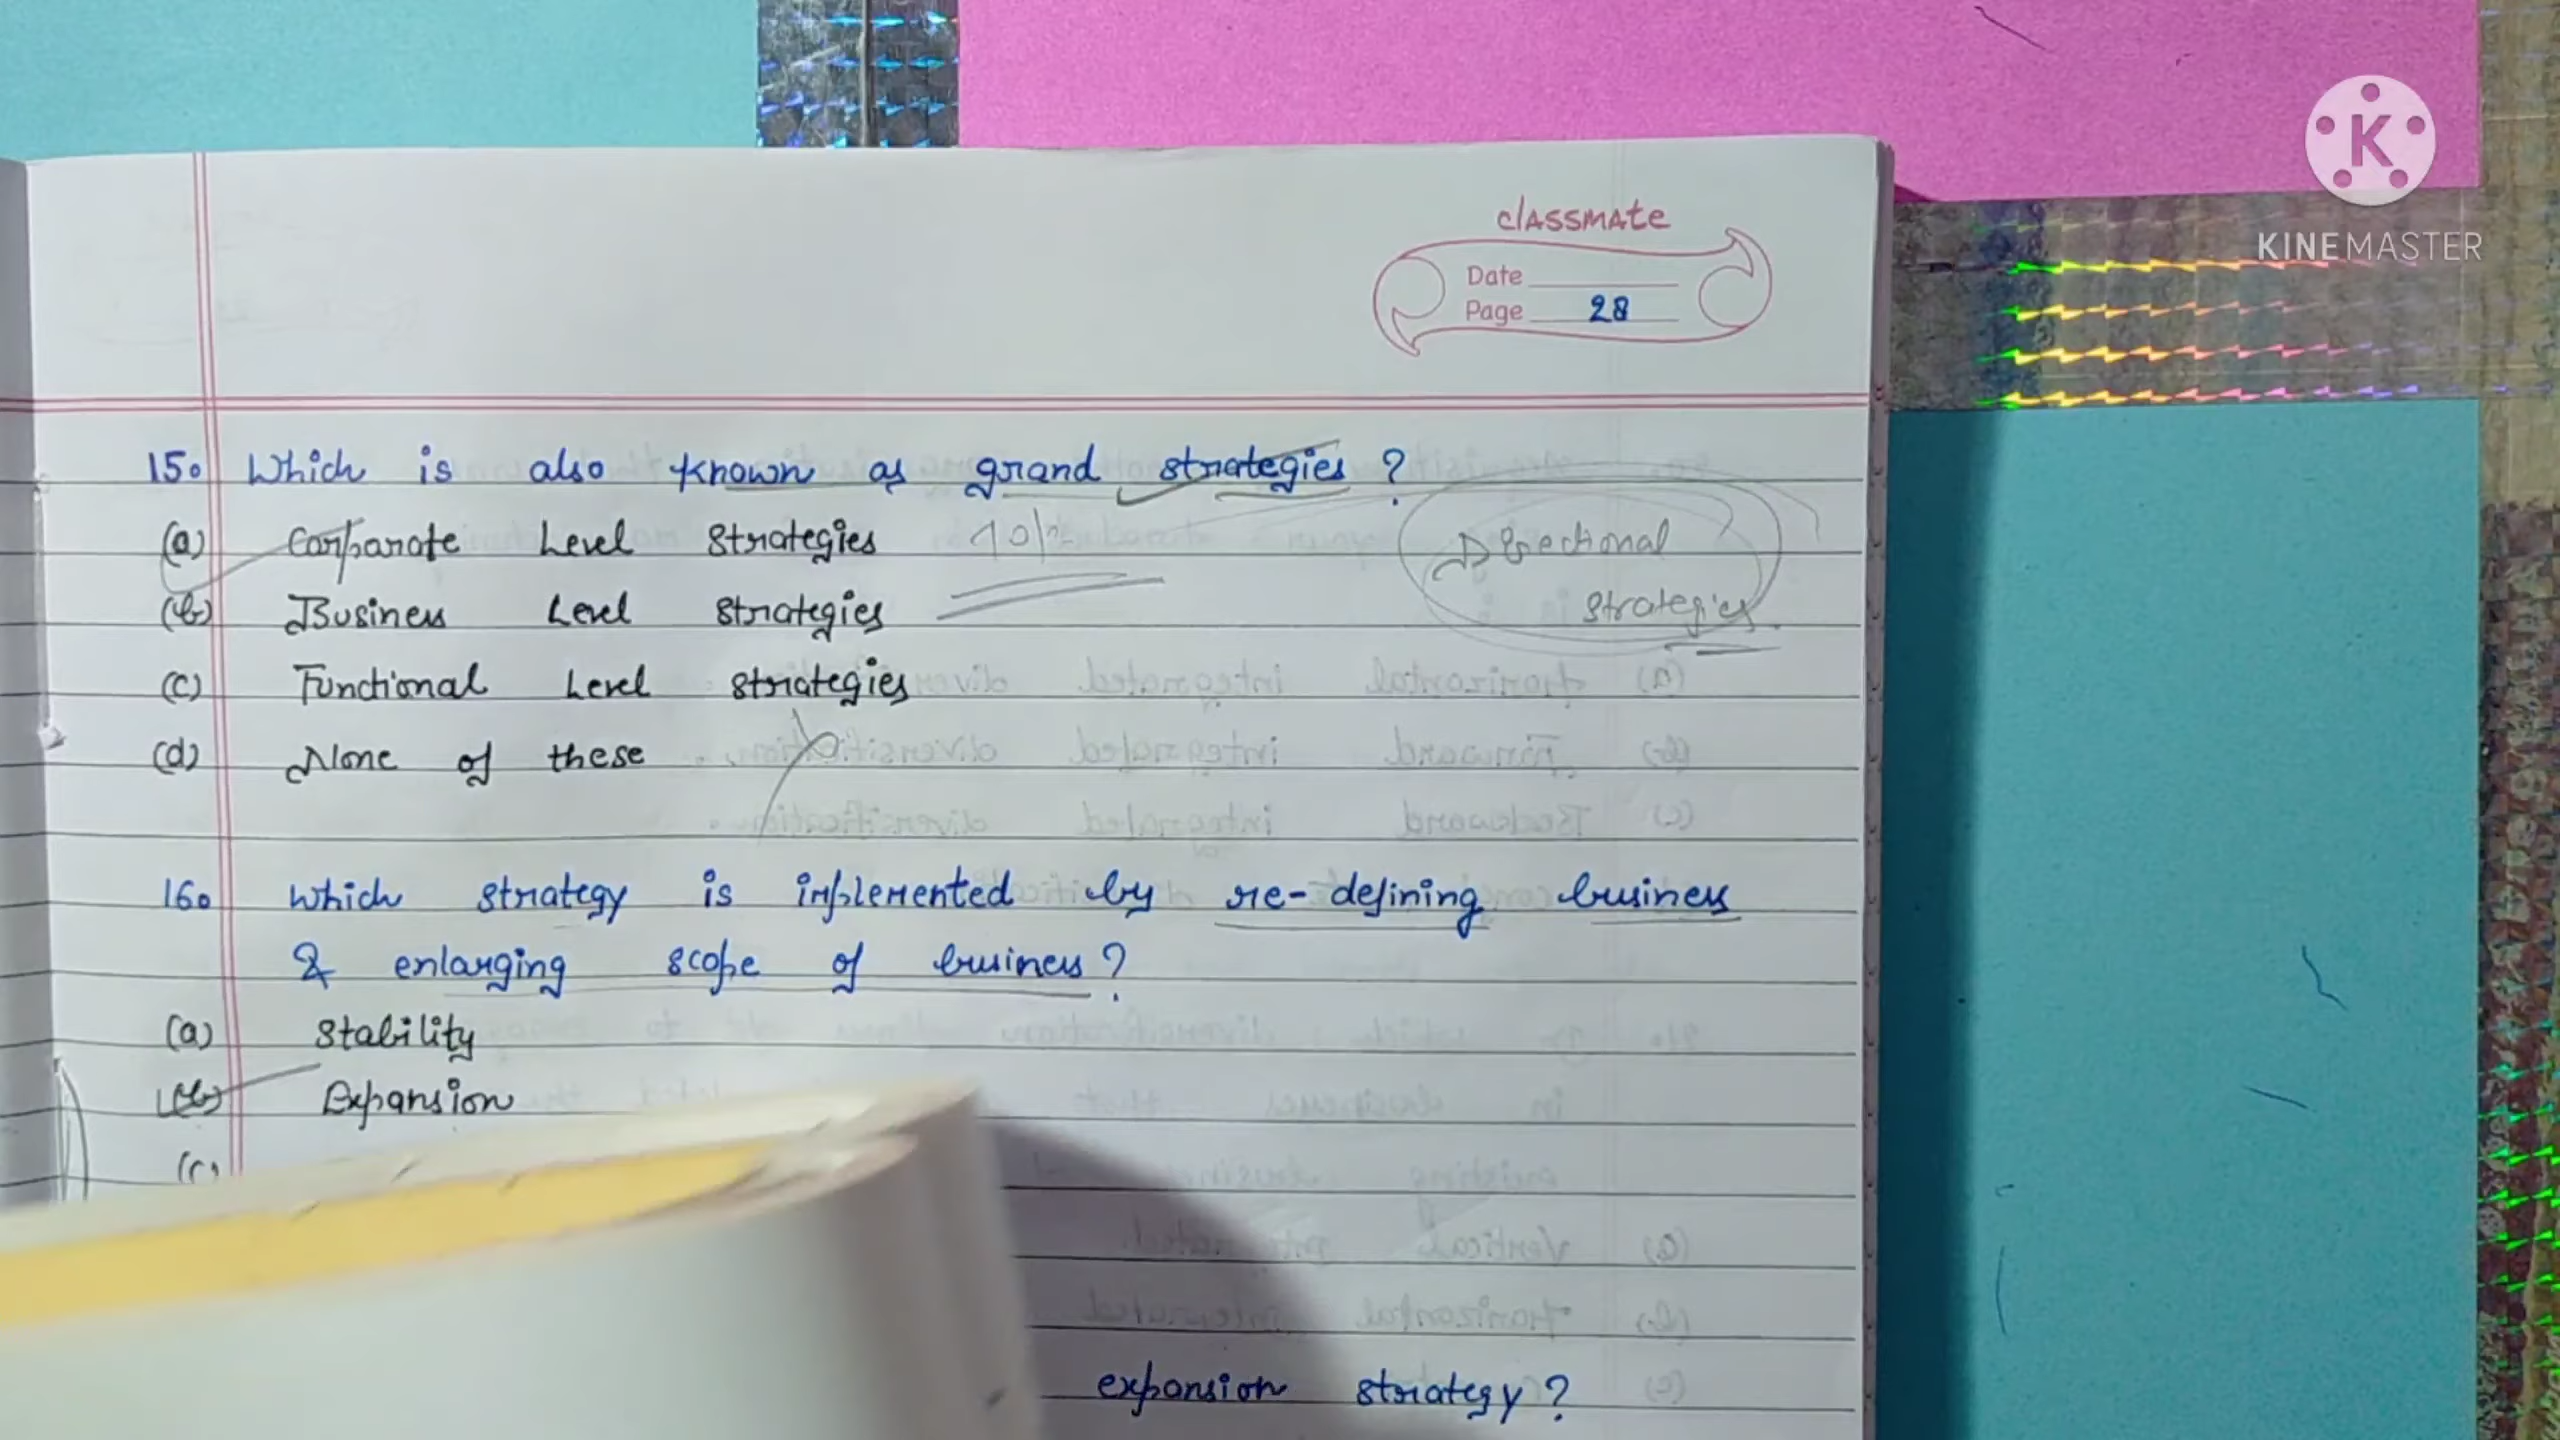 KINEMASTER
classmate
Date
Page 28
15. Which is also known as grand strategies?
(a) Corporate Level Strategies
Directional
(b) Business Level Strategies
Strategies
(c) Functional Level Strategies
(d) None of these
16. Which strategy is implemented by re-defining business
& enlarging scope of business?
(a) Stability
(b) Expansion
(c)
expansion strategy?